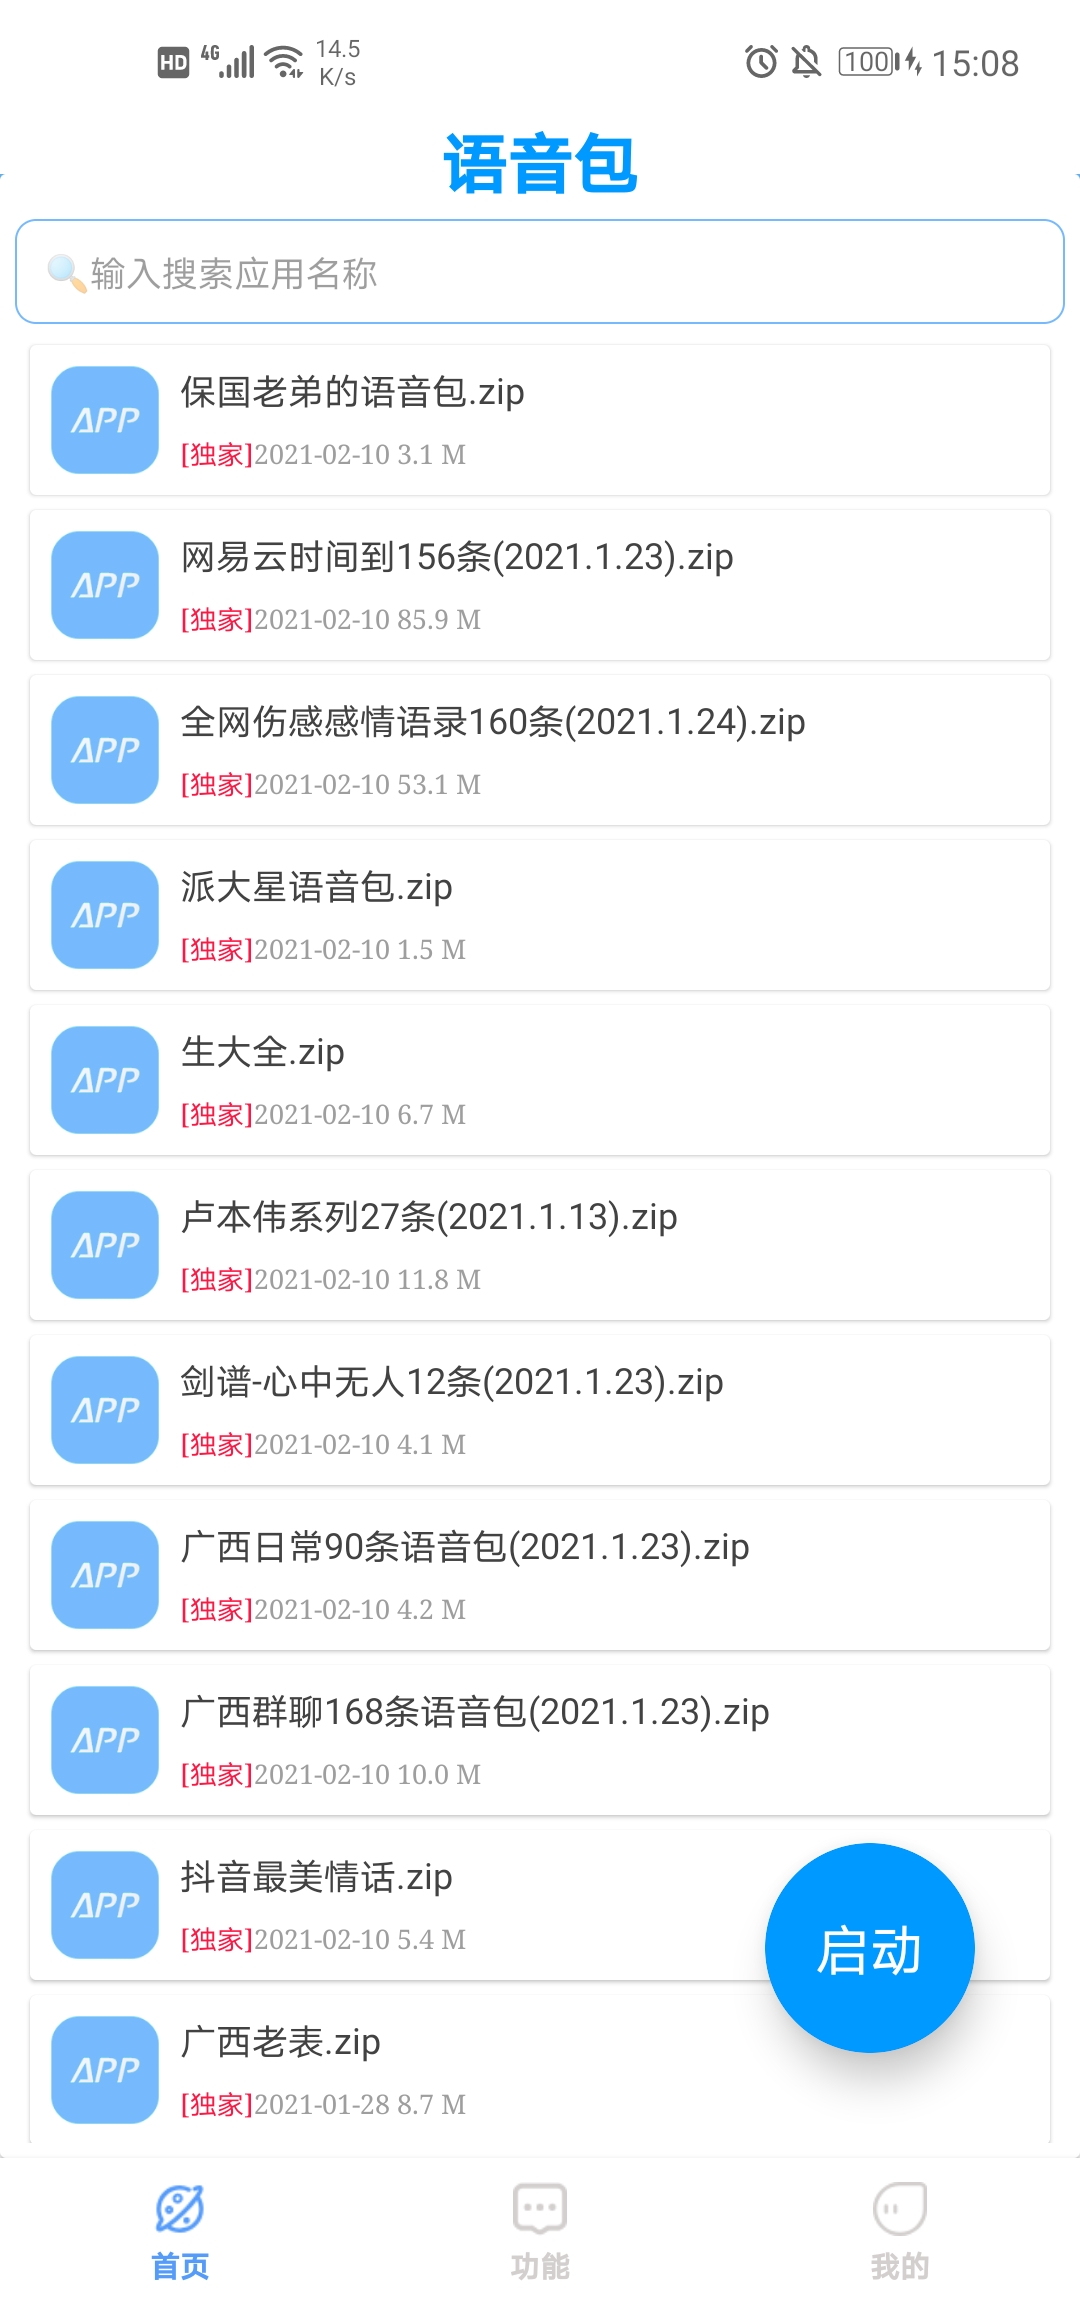 HD 4G 14.5 K/s 100 15:08
语音包
输入搜索应用名称
APP 保国老弟的语音包.zip
[独家]2021-02-10 3.1 M
APP 网易云时间到156条(2021.1.23).zip
[独家]2021-02-10 85.9 M
APP 全网伤感感情语录160条(2021.1.24).zip
[独家]2021-02-10 53.1 M
APP 派大星语音包.zip
[独家]2021-02-10 1.5 M
APP 生大全.zip
[独家]2021-02-10 6.7 M
APP 卢本伟系列27条(2021.1.13).zip
[独家]2021-02-10 11.8 M
APP 剑谱-心中无人12条(2021.1.23).zip
[独家]2021-02-10 4.1 M
APP 广西日常90条语音包(2021.1.23).zip
[独家]2021-02-10 4.2 M
APP 广西群聊168条语音包(2021.1.23).zip
[独家]2021-02-10 10.0 M
APP 抖音最美情话.zip
[独家]2021-02-10 5.4 M
启动
APP 广西老表.zip
[独家]2021-01-28 8.7 M
首页 功能 我的